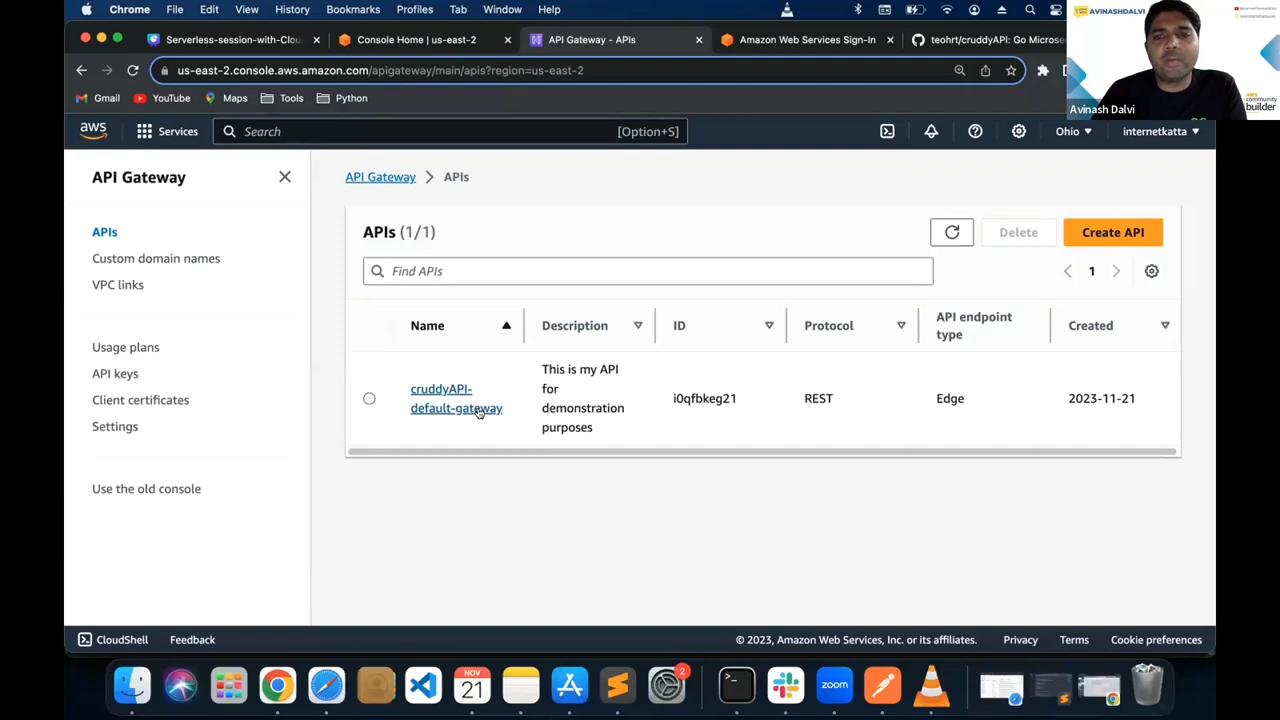 Chrome File Edit View History Bookmarks Profiles Tab Window Help
Serverless-session-with-Clou
Console Home | us-east-2
API Gateway - APIs
Amazon Web Services Sign-In
teohrt/cruddyAPI: Go Microse
us-east-2.console.aws.amazon.com/apigateway/main/apis?region=us-east-2
Gmail YouTube Maps Tools Python
AVINASHDALVI
Avinash Dalvi
aws
community
builder
aws Services Search [Option+S] Ohio internetkatta
API Gateway
APIs
Custom domain names
VPC links
Usage plans
API keys
Client certificates
Settings
Use the old console
API Gateway > APIs
APIs (1/1)
Delete
Create API
Find APIs
1
Name Description ID Protocol API endpoint type Created
cruddyAPI-
default-gateway
This is my API
for
demonstration
purposes
i0qfbkeg21
REST
Edge
2023-11-21
CloudShell Feedback © 2023, Amazon Web Services, Inc. or its affiliates. Privacy Terms Cookie preferences
NOV
21
2
zoom